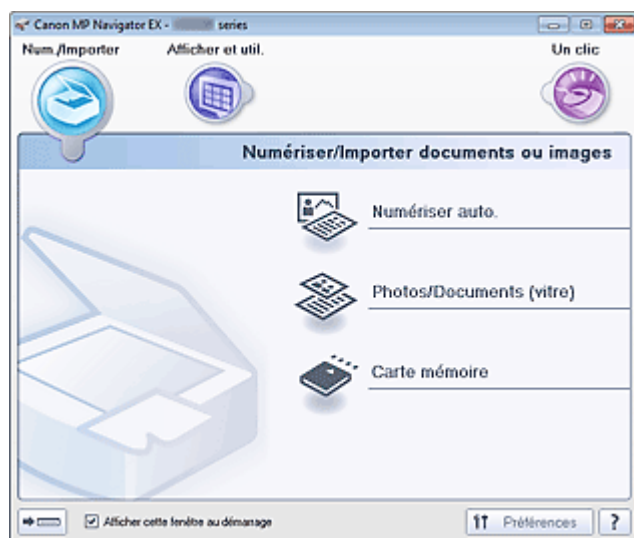 Canon MP Navigator EX - series
Num./Importer
Afficher et util.
Un clic
Numériser/Importer documents ou images
Numériser auto.
Photos/Documents (vitre)
Carte mémoire
Afficher cette fenêtre au démarrage
Préférences
?